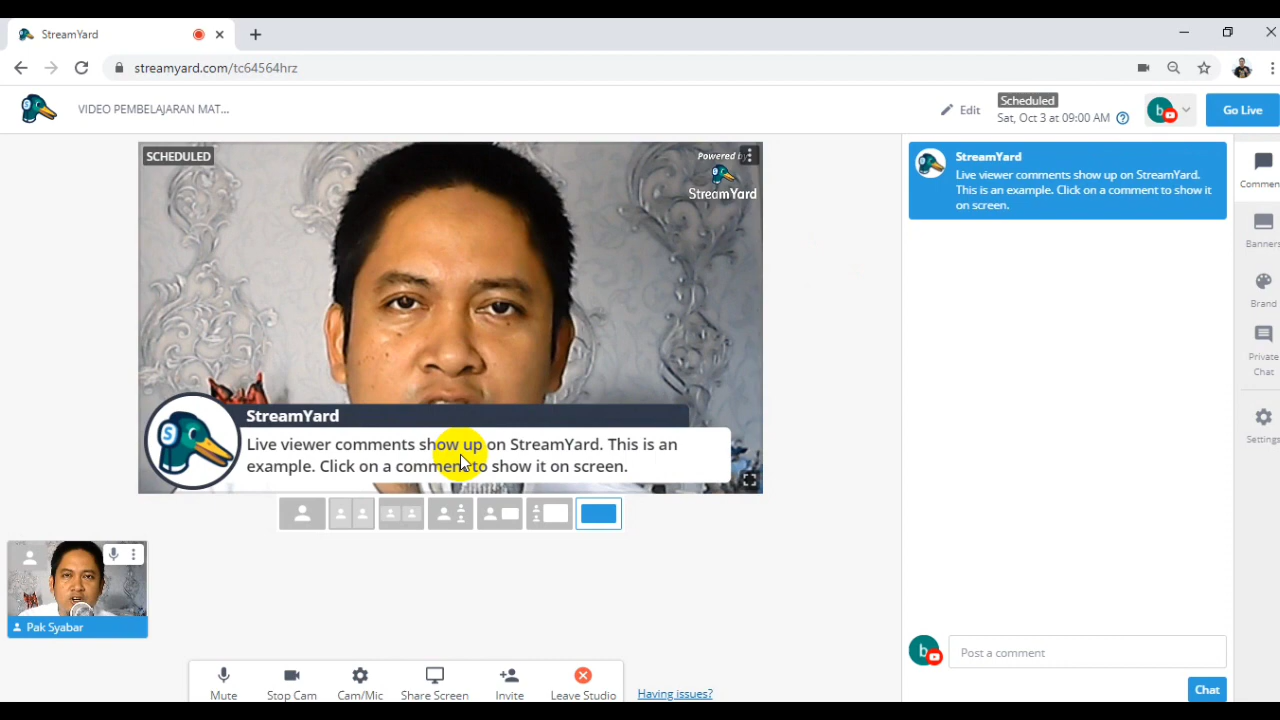 StreamYard
streamyard.com/tc64564hrz
VIDEO PEMBELAJARAN MAT...
Edit
Scheduled
Sat, Oct 3 at 09:00 AM
b
Go Live
SCHEDULED
Powered by
StreamYard
StreamYard
Live viewer comments show up on StreamYard. This is an
example. Click on a comment to show it on screen.
StreamYard
Live viewer comments show up on StreamYard.
This is an example. Click on a comment to show it
on screen.
Commen
Banners
Brand
Private
Chat
Settings
Pak Syabar
Mute
Stop Cam
Cam/Mic
Share Screen
Invite
Leave Studio
Having issues?
b
Post a comment
Chat